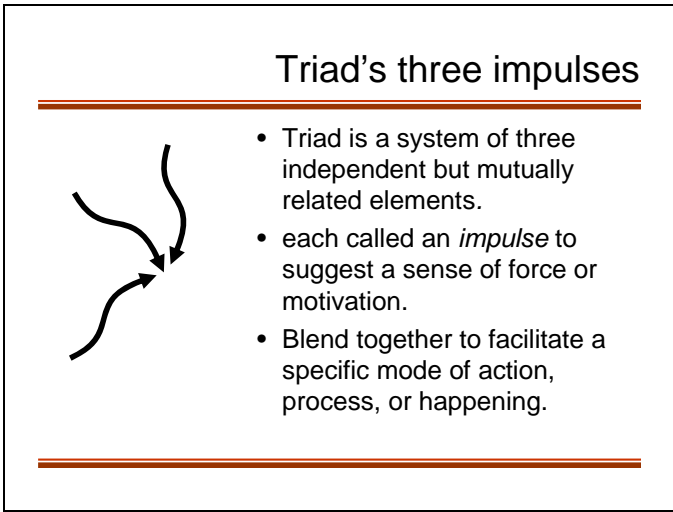 Triad's three impulses
• Triad is a system of three
independent but mutually
related elements.
• each called an impulse to
suggest a sense of force or
motivation.
• Blend together to facilitate a
specific mode of action,
process, or happening.